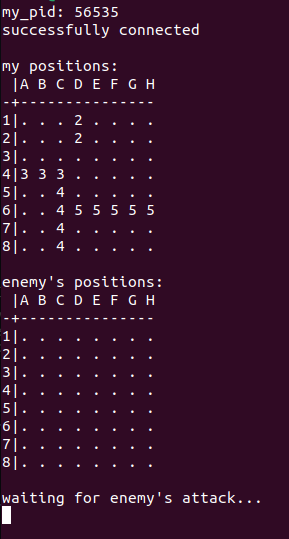 my_pid: 56535
successfully connected
my positions:
 |A B C D E F G H
-+---------------
1|. . . 2 . . . .
2|. . . 2 . . . .
3|. . . . . . . .
4|3 3 3 . . . . .
5|. . 4 . . . . .
6|. . 4 5 5 5 5 5
7|. . 4 . . . . .
8|. . 4 . . . . .
enemy's positions:
 |A B C D E F G H
-+---------------
1|. . . . . . . .
2|. . . . . . . .
3|. . . . . . . .
4|. . . . . . . .
5|. . . . . . . .
6|. . . . . . . .
7|. . . . . . . .
8|. . . . . . . .
waiting for enemy's attack...